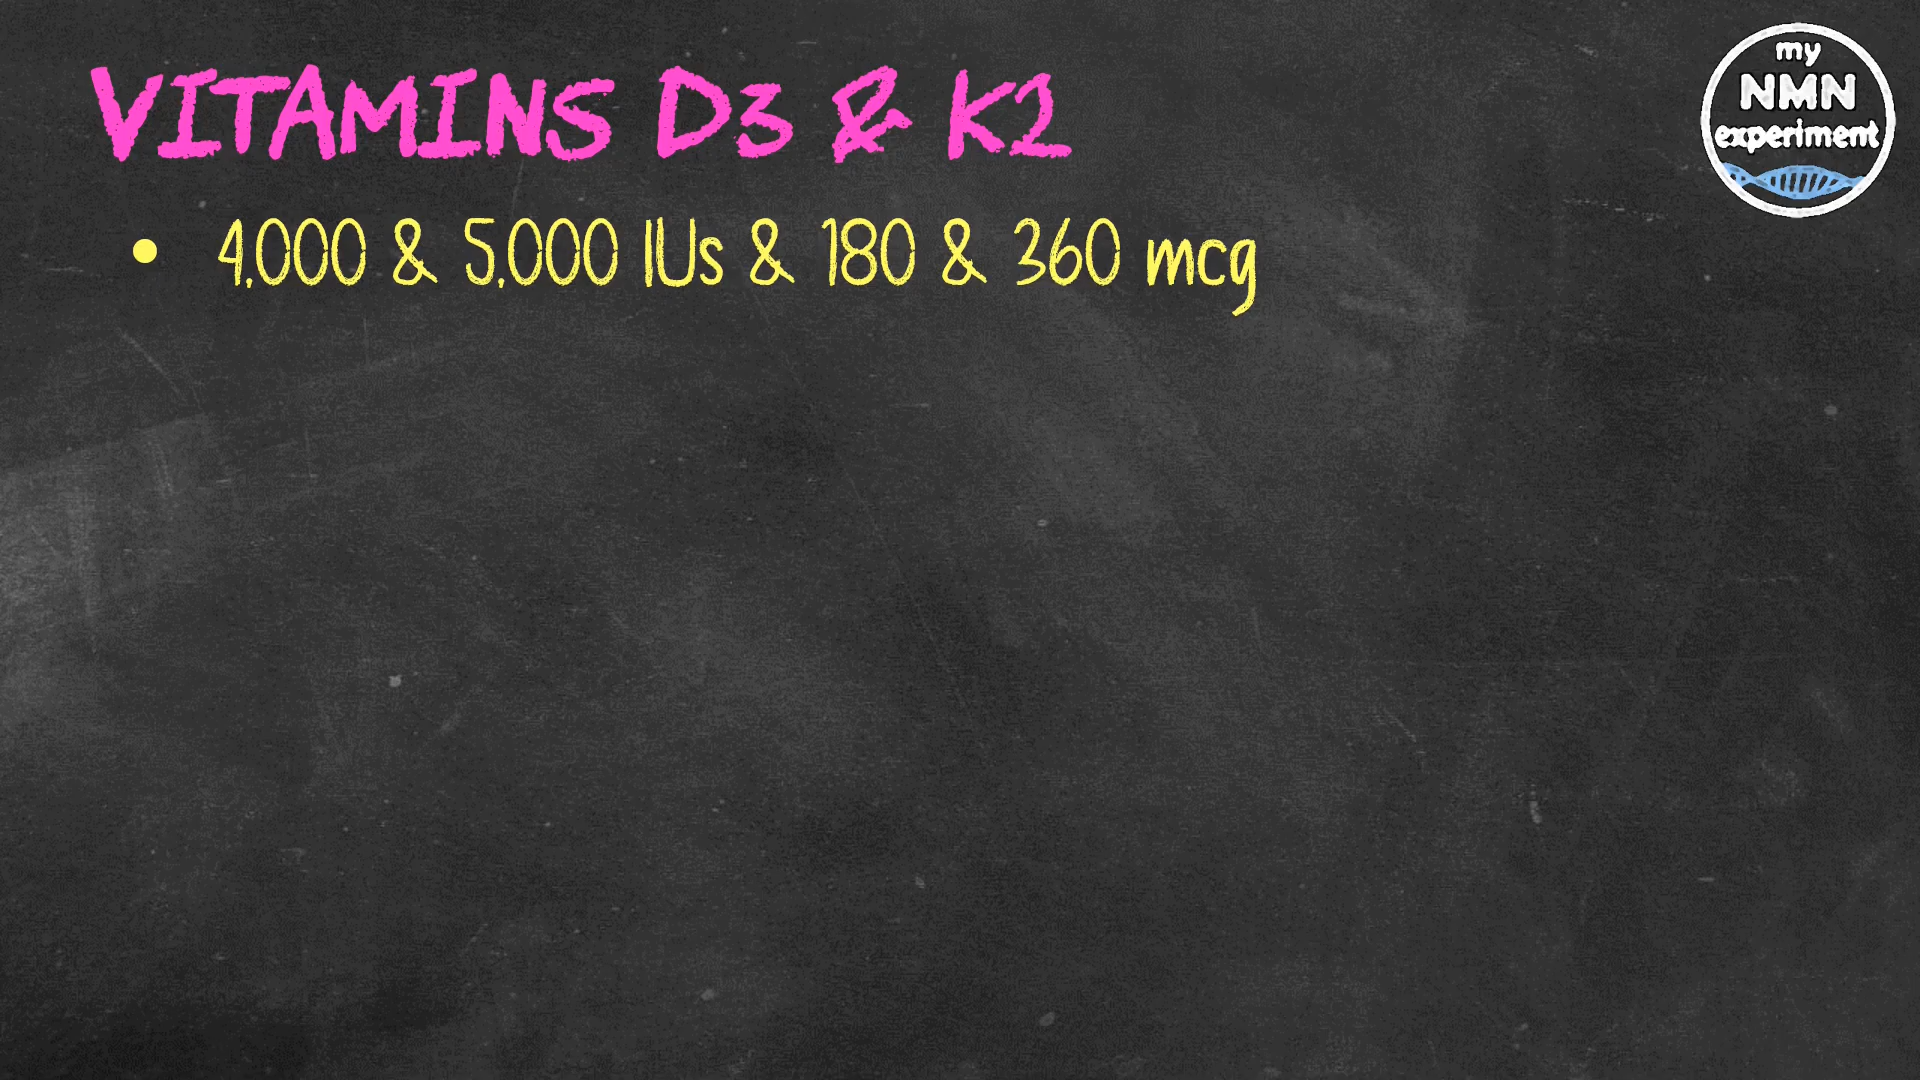 VITAMINS D3 & K2
• 4,000 & 5,000 IUs & 180 & 360 mcg
my
NMN
experiment